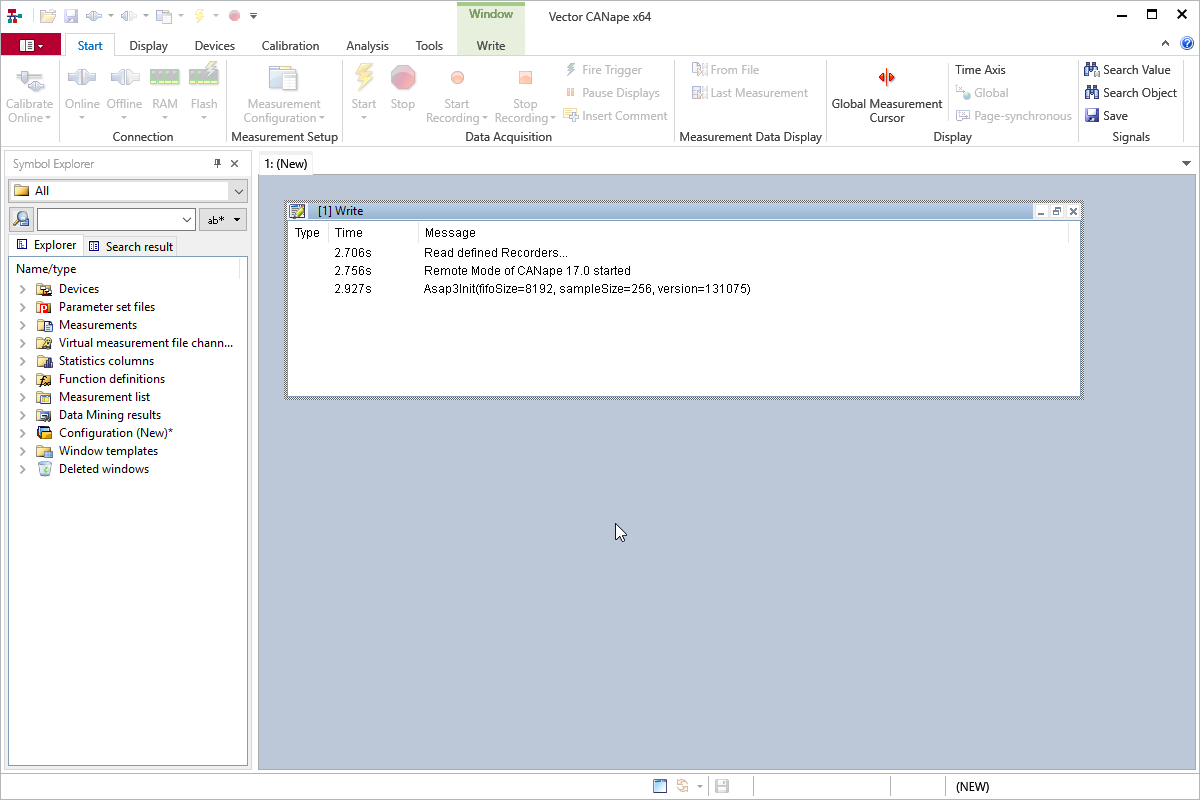 Window
Vector CANape x64
Start Display Devices Calibration Analysis Tools Write
Calibrate Online
Online
Offline
RAM
Flash
Connection
Measurement Configuration
Measurement Setup
Start
Stop
Start Recording
Stop Recording
Fire Trigger
Pause Displays
Insert Comment
Data Acquisition
From File
Last Measurement
Measurement Data Display
Global Measurement Cursor
Time Axis
Global
Page-synchronous
Display
Search Value
Search Object
Save
Signals
Symbol Explorer
All
ab*
Explorer Search result
Name/type
Devices
Parameter set files
Measurements
Virtual measurement file chann...
Statistics columns
Function definitions
Measurement list
Data Mining results
Configuration (New)*
Window templates
Deleted windows
1: (New)
[1] Write
Type Time Message
2.706s Read defined Recorders...
2.756s Remote Mode of CANape 17.0 started
2.927s Asap3Init(fifoSize=8192, sampleSize=256, version=131075)
(NEW)